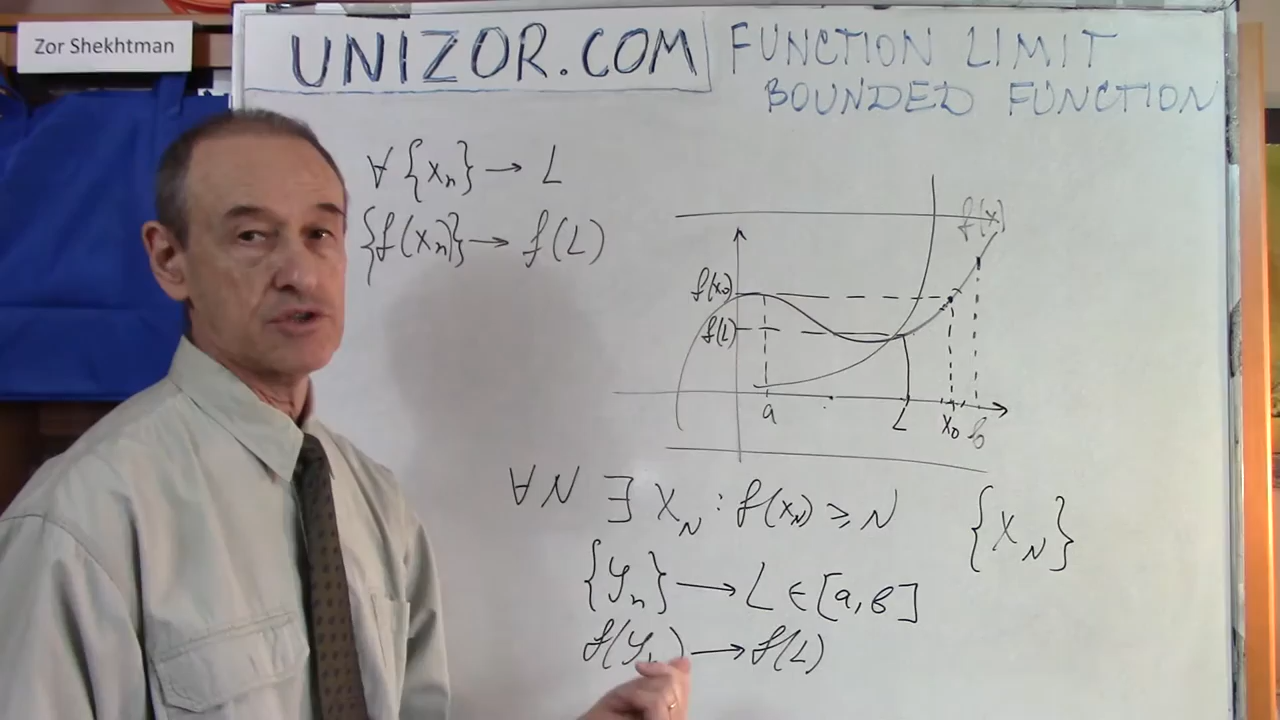 Zor Shekhtman
UNIZOR.COM
FUNCTION LIMIT
BOUNDED FUNCTION
∀ {xₙ} → L
{f(xₙ)} → f(L)
f(x)
f(x₀)
f(L)
a
L
x₀
b
∀N ∃ X_N : f(x_N) ≥ N
{X_N}
{yₙ} → L ∈ [a, в]
f(yₙ) → f(L)